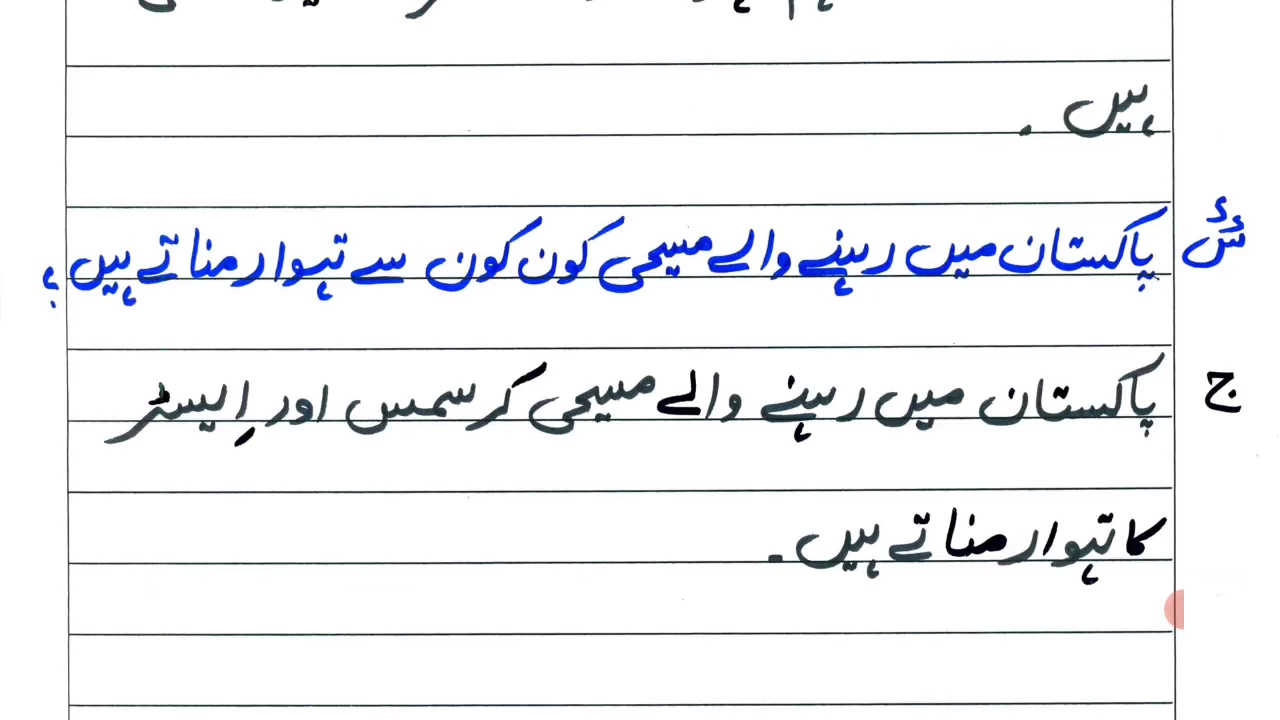 ہیں ۔
س پاکستان میں رہنے والے مسیحی کون کون سے تہوار مناتے ہیں ؟
ج پاکستان میں رہنے والے مسیحی کرسمس اور اِیسٹر
کا تہوار مناتے ہیں ۔